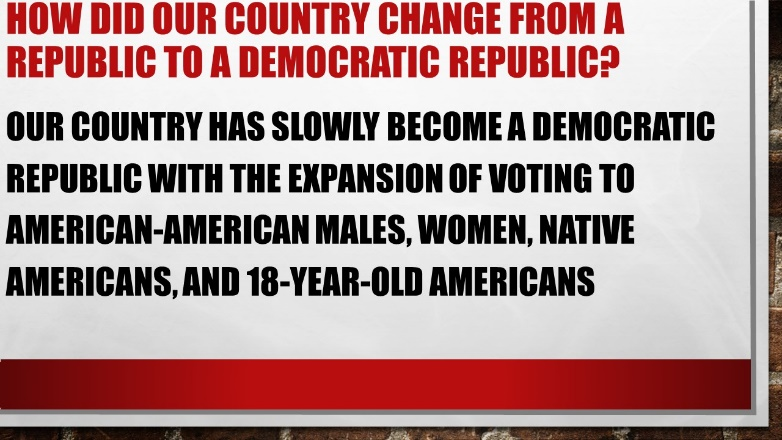 HOW DID OUR COUNTRY CHANGE FROM A
REPUBLIC TO A DEMOCRATIC REPUBLIC?
OUR COUNTRY HAS SLOWLY BECOME A DEMOCRATIC
REPUBLIC WITH THE EXPANSION OF VOTING TO
AMERICAN-AMERICAN MALES, WOMEN, NATIVE
AMERICANS, AND 18-YEAR-OLD AMERICANS